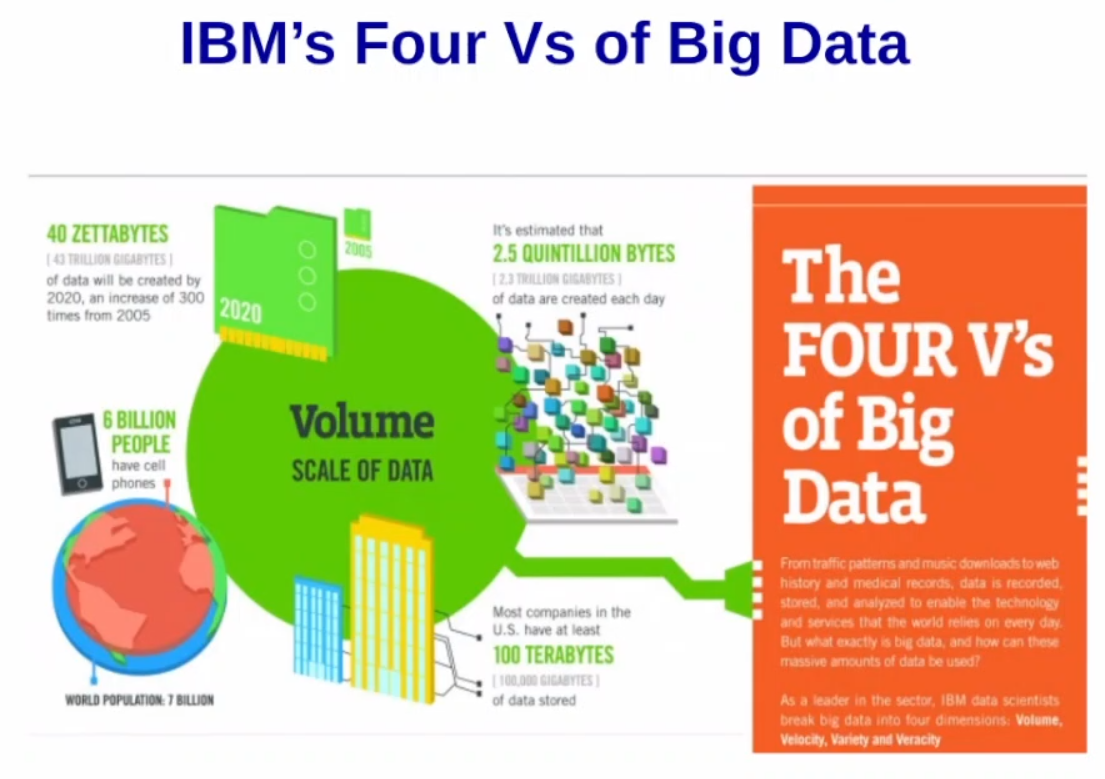 IBM's Four Vs of Big Data
40 ZETTABYTES
[ 43 TRILLION GIGABYTES ]
of data will be created by
2020, an increase of 300
times from 2005
2020
2005
It's estimated that
2.5 QUINTILLION BYTES
[ 2.3 TRILLION GIGABYTES ]
of data are created each day
6 BILLION
PEOPLE
have cell
phones
WORLD POPULATION: 7 BILLION
Volume
SCALE OF DATA
Most companies in the
U.S. have at least
100 TERABYTES
[ 100,000 GIGABYTES ]
of data stored
The
FOUR V's
of Big
Data
From traffic patterns and music downloads to web
history and medical records, data is recorded,
stored, and analyzed to enable the technology
and services that the world relies on every day.
But what exactly is big data, and how can these
massive amounts of data be used?
As a leader in the sector, IBM data scientists
break big data into four dimensions: Volume,
Velocity, Variety and Veracity